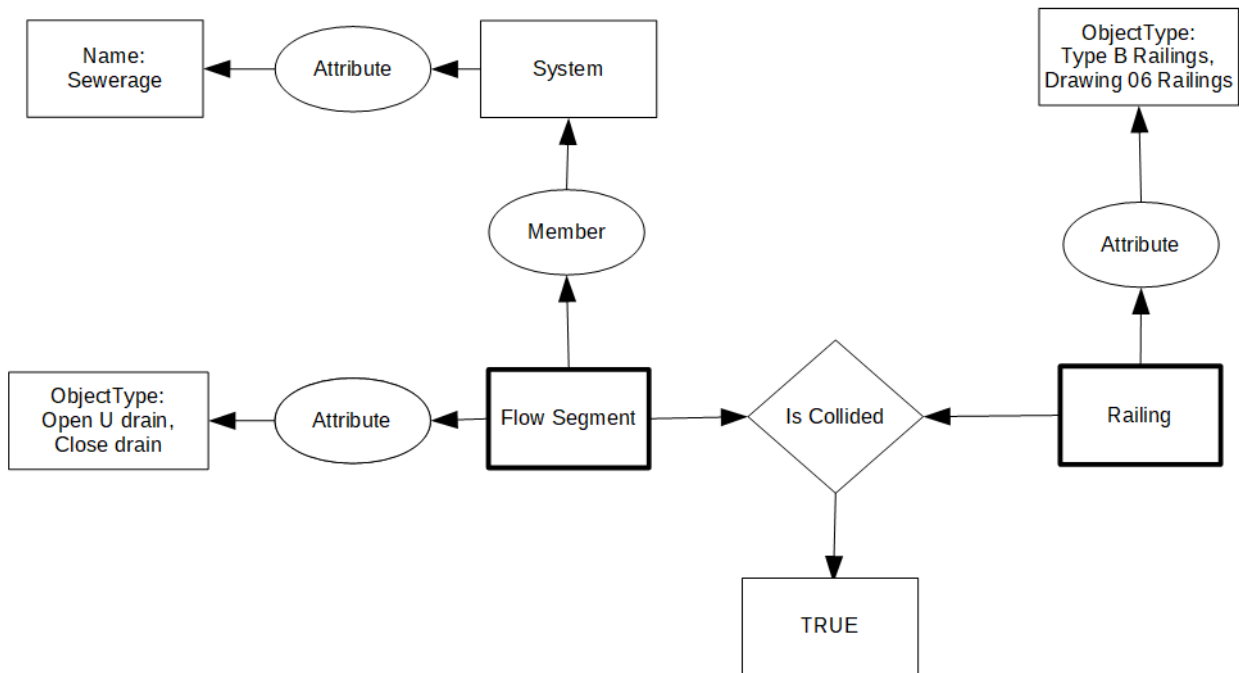 Name:
Sewerage
Attribute
System
ObjectType:
Type B Railings,
Drawing 06 Railings
Member
Attribute
ObjectType:
Open U drain,
Close drain
Attribute
Flow Segment
Is Collided
Railing
TRUE